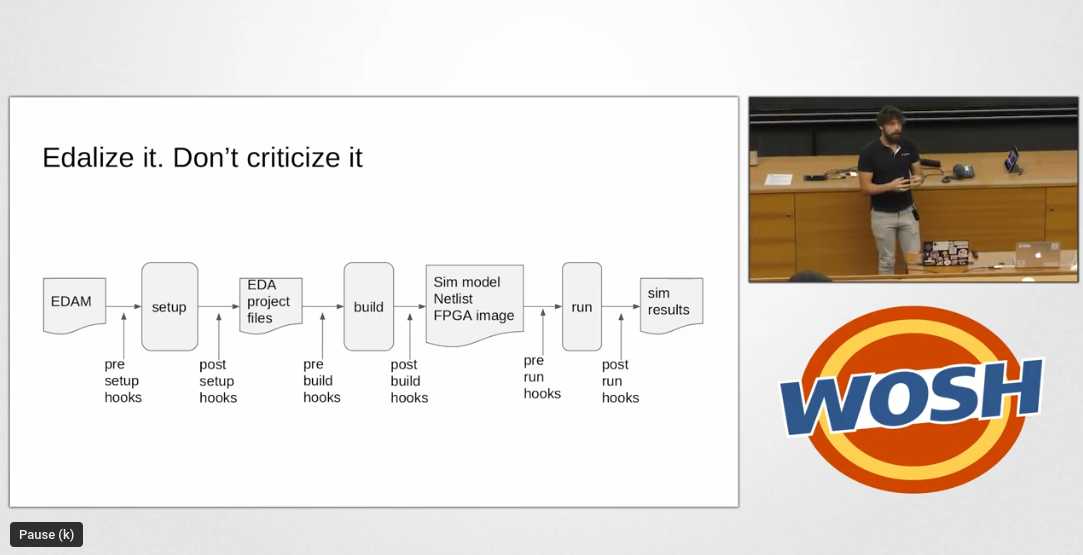 Edalize it. Don't criticize it
EDAM
setup
EDA
project
files
build
Sim model
Netlist
FPGA image
run
sim
results
pre
setup
hooks
post
setup
hooks
pre
build
hooks
post
build
hooks
pre
run
hooks
post
run
hooks
WOSH
Pause (k)